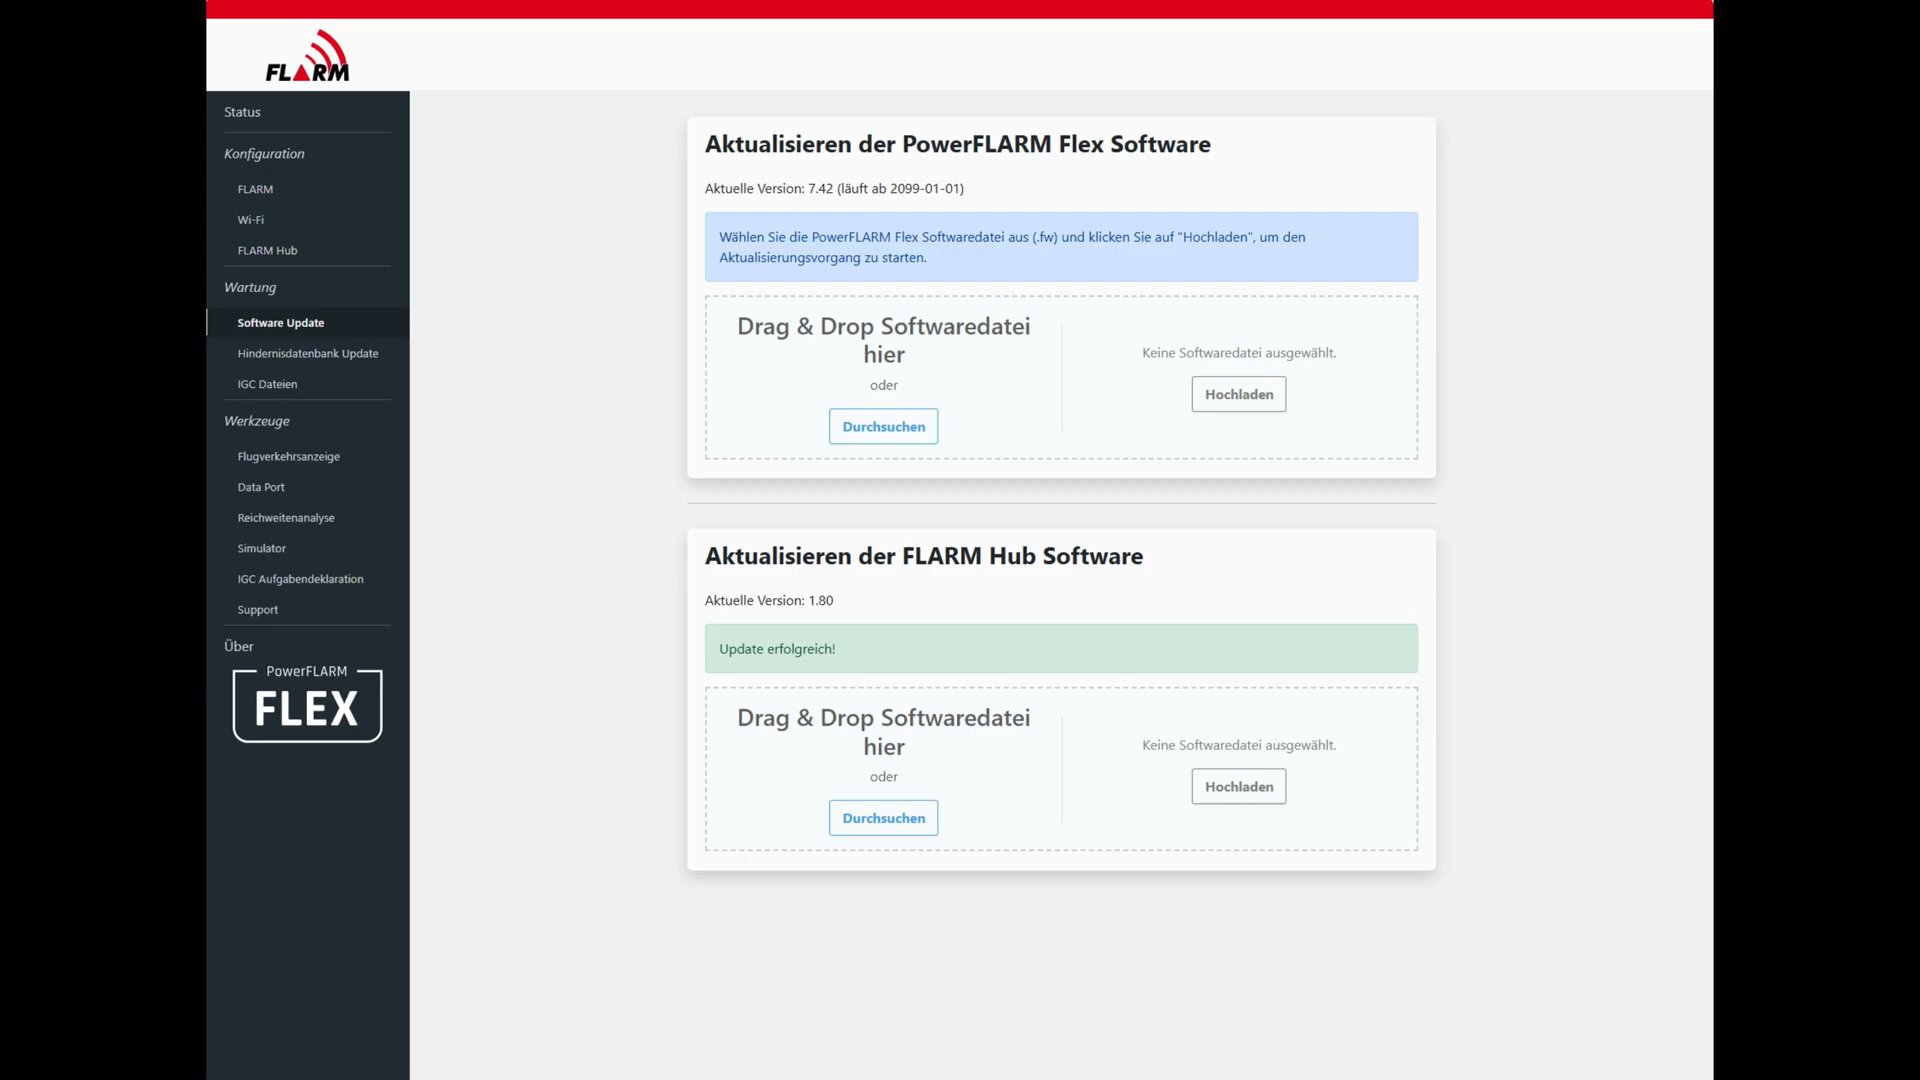 FLARM
Status
Konfiguration
FLARM
Wi-Fi
FLARM Hub
Wartung
Software Update
Hindernisdatenbank Update
IGC Dateien
Werkzeuge
Flugverkehrsanzeige
Data Port
Reichweitenanalyse
Simulator
IGC Aufgabendeklaration
Support
Über
PowerFLARM
FLEX
Aktualisieren der PowerFLARM Flex Software
Aktuelle Version: 7.42 (läuft ab 2099-01-01)
Wählen Sie die PowerFLARM Flex Softwaredatei aus (.fw) und klicken Sie auf "Hochladen", um den
Aktualisierungsvorgang zu starten.
Drag & Drop Softwaredatei
hier
oder
Durchsuchen
Keine Softwaredatei ausgewählt.
Hochladen
Aktualisieren der FLARM Hub Software
Aktuelle Version: 1.80
Update erfolgreich!
Drag & Drop Softwaredatei
hier
oder
Durchsuchen
Keine Softwaredatei ausgewählt.
Hochladen